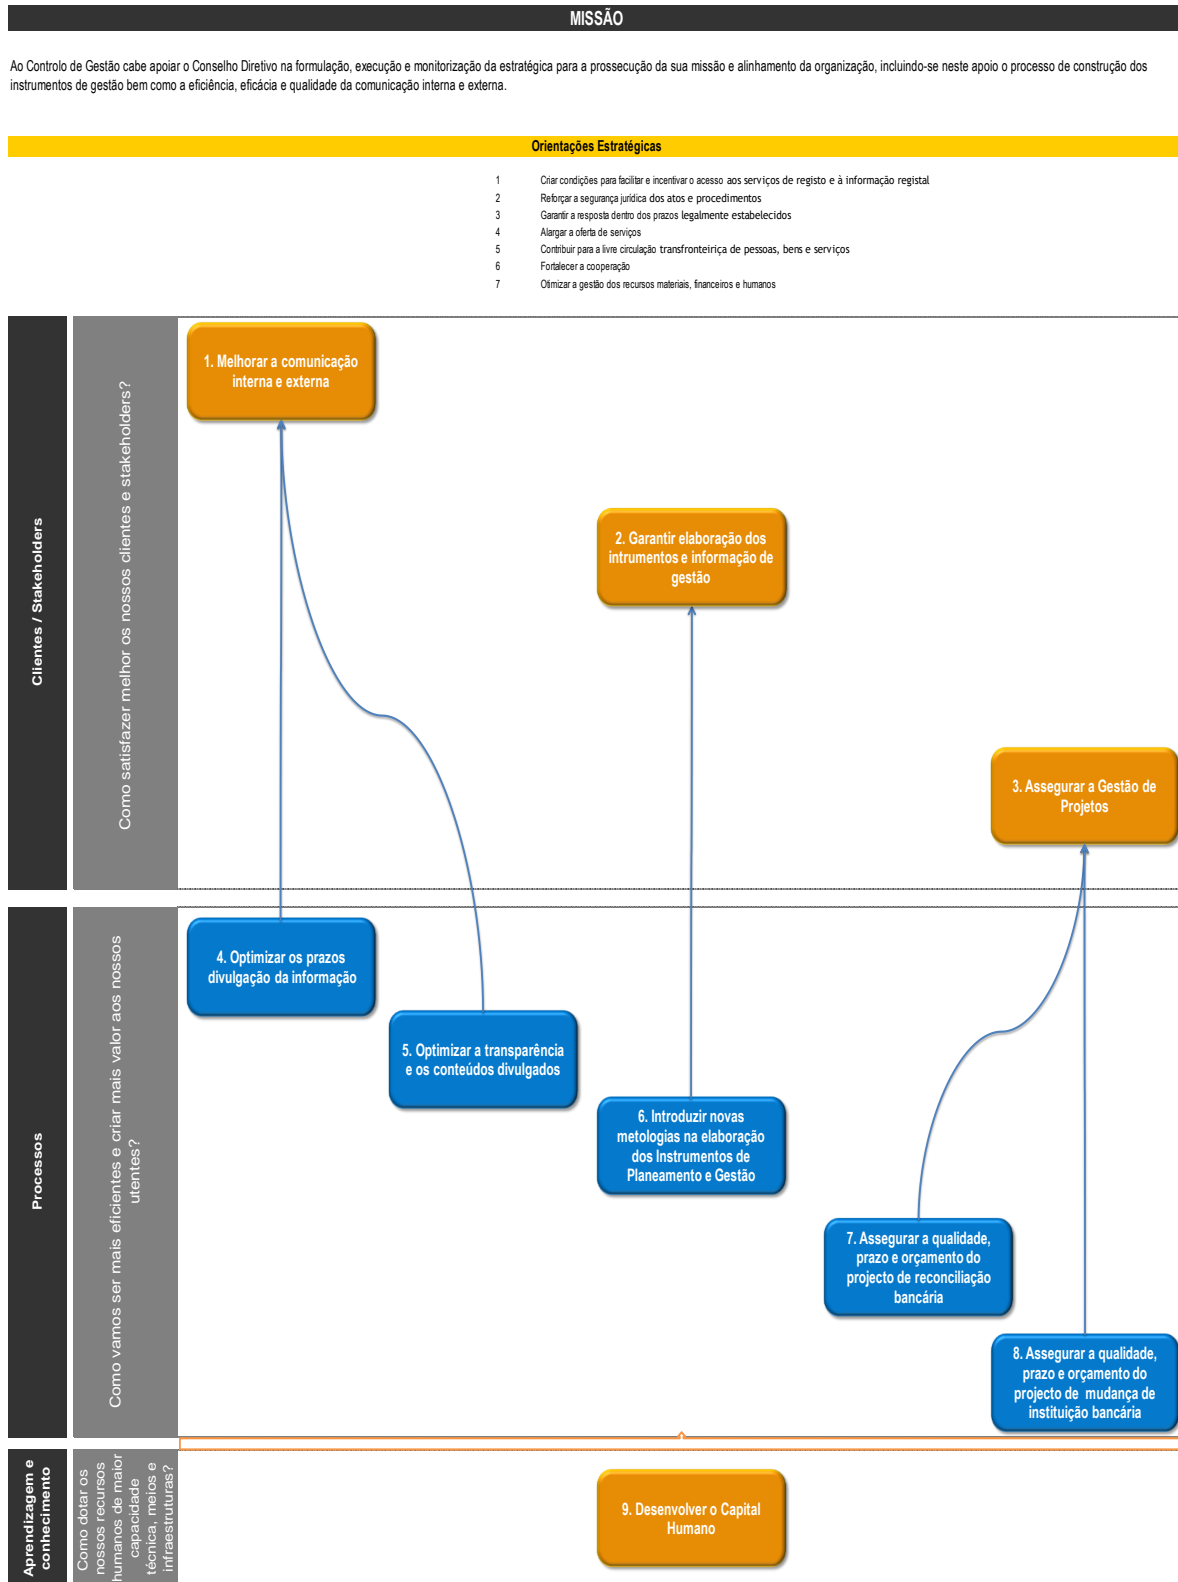 MISSÃO
Ao Controlo de Gestão cabe apoiar o Conselho Diretivo na formulação, execução e monitorização da estratégica para a prossecução da sua missão e alinhamento da organização, incluindo-se neste apoio o processo de construção dos
instrumentos de gestão bem como a eficiência, eficácia e qualidade da comunicação interna e externa.
Orientações Estratégicas
1 Criar condições para facilitar e incentivar o acesso aos serviços de registo e à informação registal
2 Reforçar a segurança jurídica dos atos e procedimentos
3 Garantir a resposta dentro dos prazos legalmente estabelecidos
4 Alargar a oferta de serviços
5 Contribuir para a livre circulação transfronteiriça de pessoas, bens e serviços
6 Fortalecer a cooperação
7 Otimizar a gestão dos recursos materiais, financeiros e humanos
Clientes / Stakeholders
Como satisfazer melhor os nossos clientes e stakeholders?
1. Melhorar a comunicação
interna e externa
2. Garantir elaboração dos
intrumentos e informação de
gestão
3. Assegurar a Gestão de
Projetos
Processos
Como vamos ser mais eficientes e criar mais valor aos nossos
utentes?
4. Optimizar os prazos
divulgação da informação
5. Optimizar a transparência
e os conteúdos divulgados
6. Introduzir novas
metologias na elaboração
dos Instrumentos de
Planeamento e Gestão
7. Assegurar a qualidade,
prazo e orçamento do
projecto de reconciliação
bancária
8. Assegurar a qualidade,
prazo e orçamento do
projecto de mudança de
instituição bancária
Aprendizagem e
conhecimento
Como dotar os
nossos recursos
humanos de maior
capacidade
técnica, meios e
infraestruturas?
9. Desenvolver o Capital
Humano